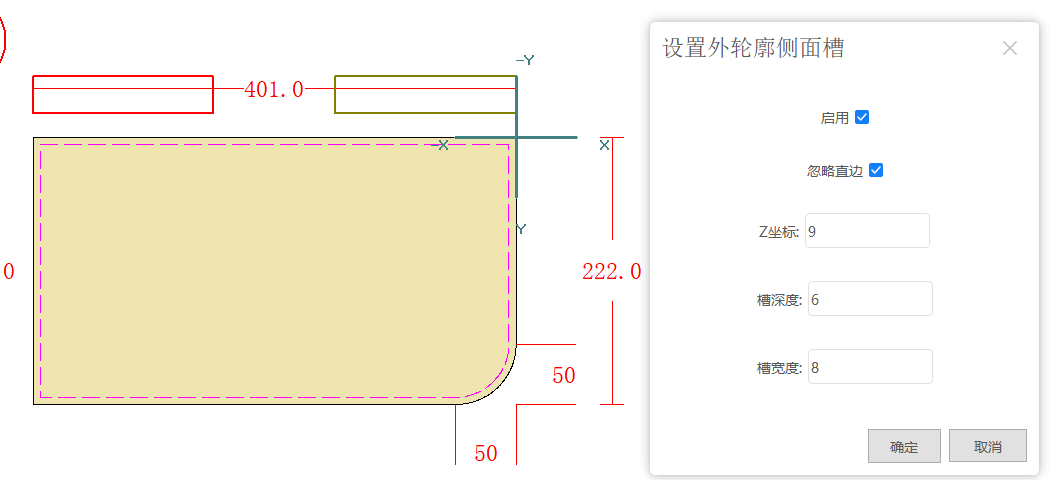 设置外轮廓侧面槽
-Y
401.0
启用
-X
X
忽略直边
Y
Z坐标: 9
0
222.0
槽深度: 6
50
槽宽度: 8
50
确定
取消